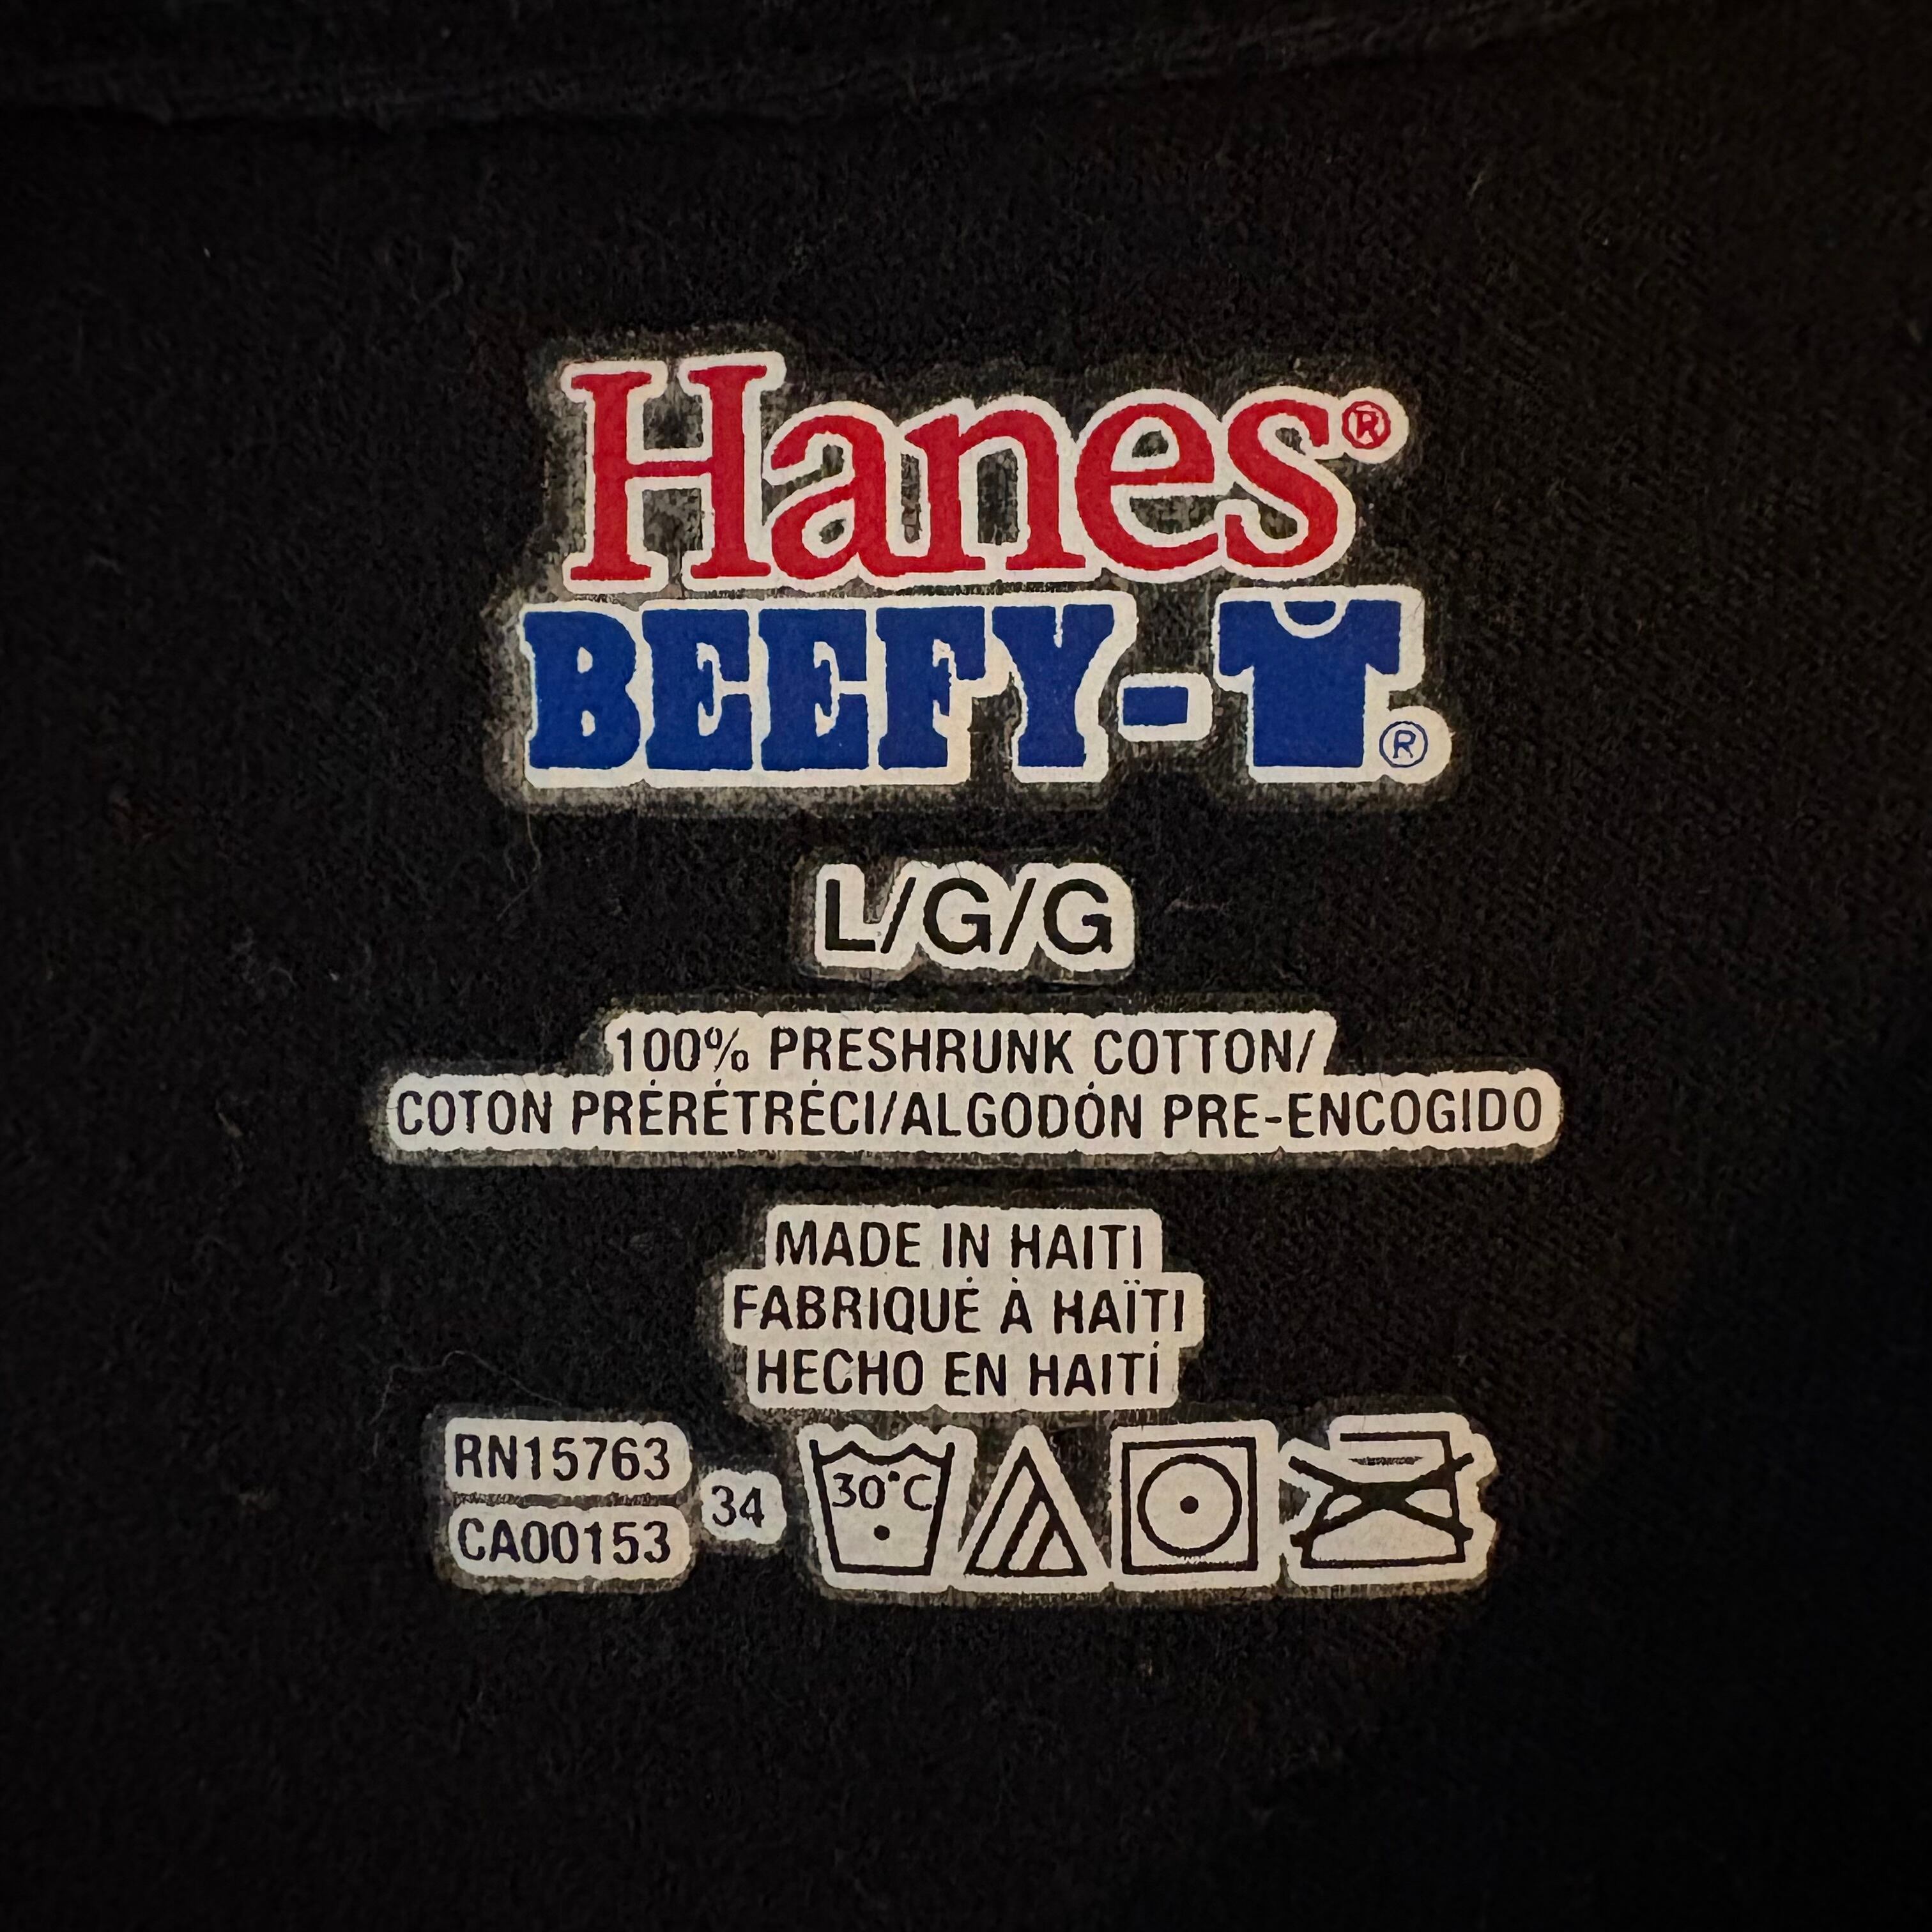 Hanes®
BEEFY-T®
L/G/G
100% PRESHRUNK COTTON/
COTON PRÉRÉTRÉCI/ALGODÓN PRE-ENCOGIDO
MADE IN HAITI
FABRIQUÉ À HAÏTI
HECHO EN HAITÍ
RN15763
CA00153
34
30°C